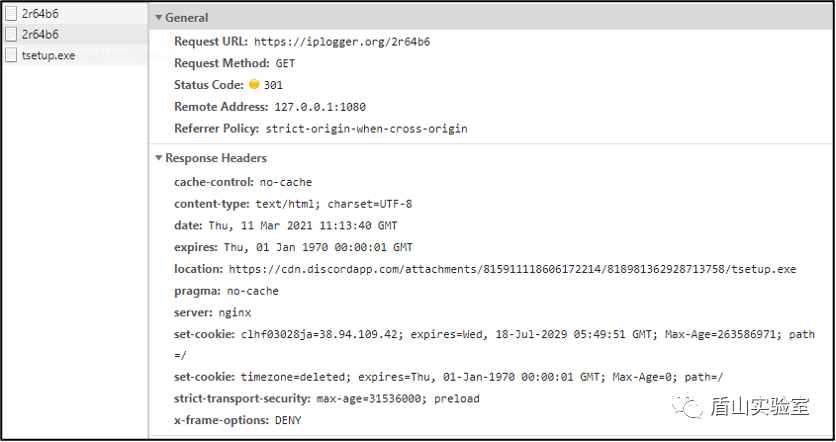 2r64b6
2r64b6
tsetup.exe
General
Request URL: https://iplogger.org/2r64b6
Request Method: GET
Status Code: 301
Remote Address: 127.0.0.1:1080
Referrer Policy: strict-origin-when-cross-origin
Response Headers
cache-control: no-cache
content-type: text/html; charset=UTF-8
date: Thu, 11 Mar 2021 11:13:40 GMT
expires: Thu, 01 Jan 1970 00:00:01 GMT
location: https://cdn.discordapp.com/attachments/815911118606172214/818981362928713758/tsetup.exe
pragma: no-cache
server: nginx
set-cookie: clhf03028ja=38.94.109.42; expires=Wed, 18-Jul-2029 05:49:51 GMT; Max-Age=263586971; path
=/
set-cookie: timezone=deleted; expires=Thu, 01-Jan-1970 00:00:01 GMT; Max-Age=0; path=/
strict-transport-security: max-age=31536000; preload
x-frame-options: DENY
盾山实验室